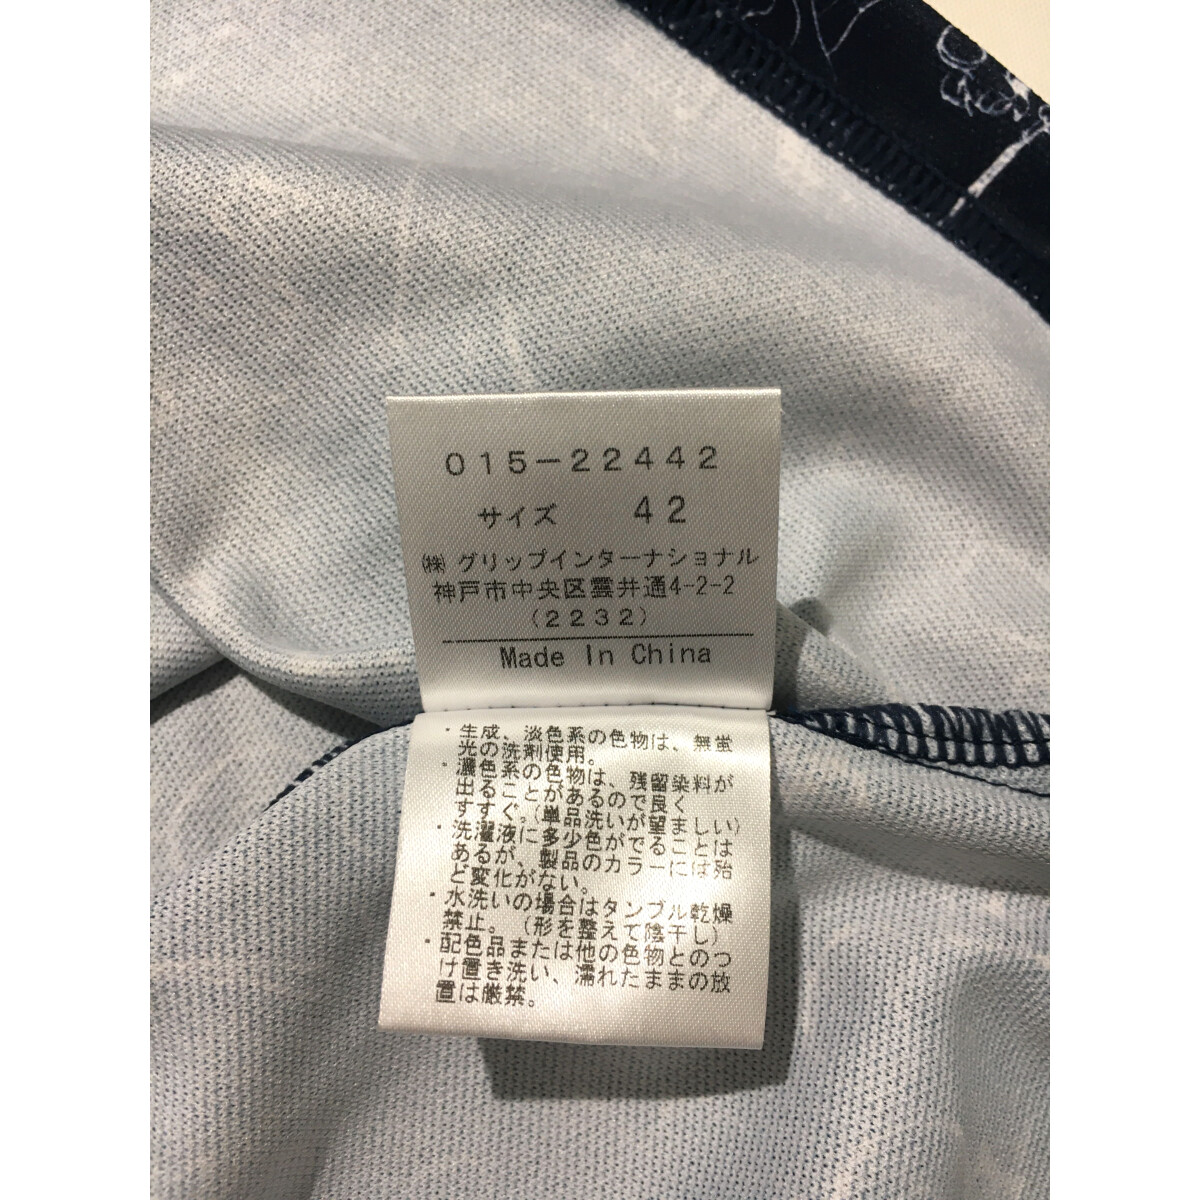 015-22442
サイズ 42
㈱ グリップインターナショナル
神戸市中央区雲井通4-2-2
(2232)
Made In China
・生成、淡色系の色物は、無蛍
光の洗剤使用。
・濃色系の色物は、残留染料が
出ることがあるので良く
すすぐ。(単品洗いが望ましい)
・洗濯液に多少色がでることは
あるが、製品のカラーには殆
ど変化がない。
・水洗いの場合はタンブル乾燥
禁止。（形を整えて陰干し）
・配色品または他の色物とのつ
け置き洗い、濡れたままの放
置は厳禁。